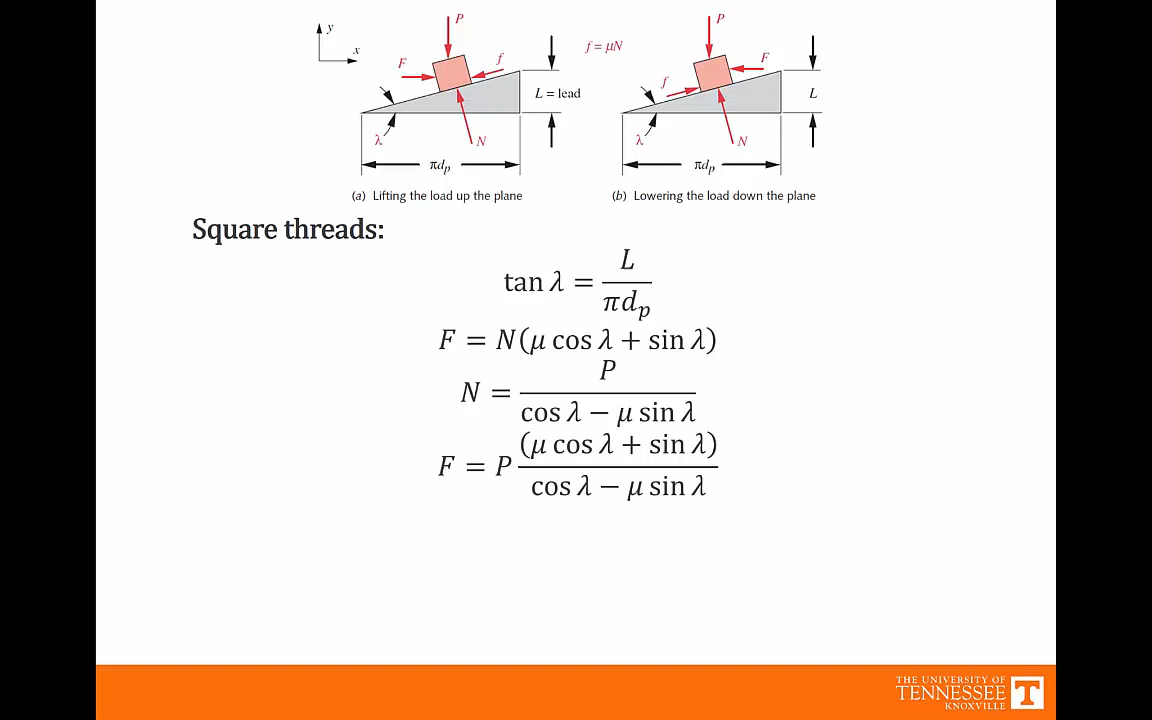 y
x
P
F
f
L = lead
λ
N
πd_p
(a) Lifting the load up the plane
f = μN
P
F
f
L
λ
N
πd_p
(b) Lowering the load down the plane
Square threads:
tan λ = L / πd_p
F = N(μ cos λ + sin λ)
N = P / cos λ − μ sin λ
F = P (μ cos λ + sin λ) / cos λ − μ sin λ
THE UNIVERSITY OF
TENNESSEE
KNOXVILLE
T